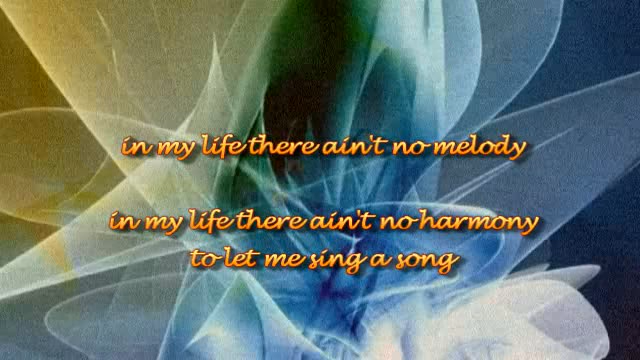 in my life there ain't no melody
in my life there ain't no harmony
to let me sing a song